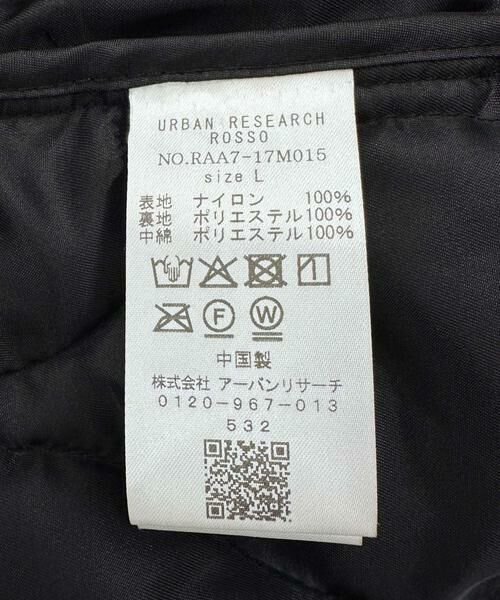 URBAN RESEARCH
ROSSO
NO.RAA7-17M015
size L
表地 ナイロン 100%
裏地 ポリエステル100%
中綿 ポリエステル100%
F W
中国製
株式会社 アーバンリサーチ
0120-967-013
532